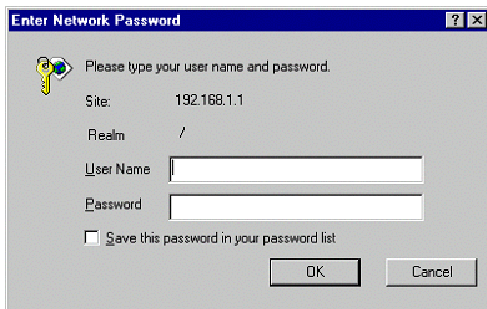 Enter Network Password
Please type your user name and password.
Site: 192.168.1.1
Realm /
User Name
Password
Save this password in your password list
OK Cancel